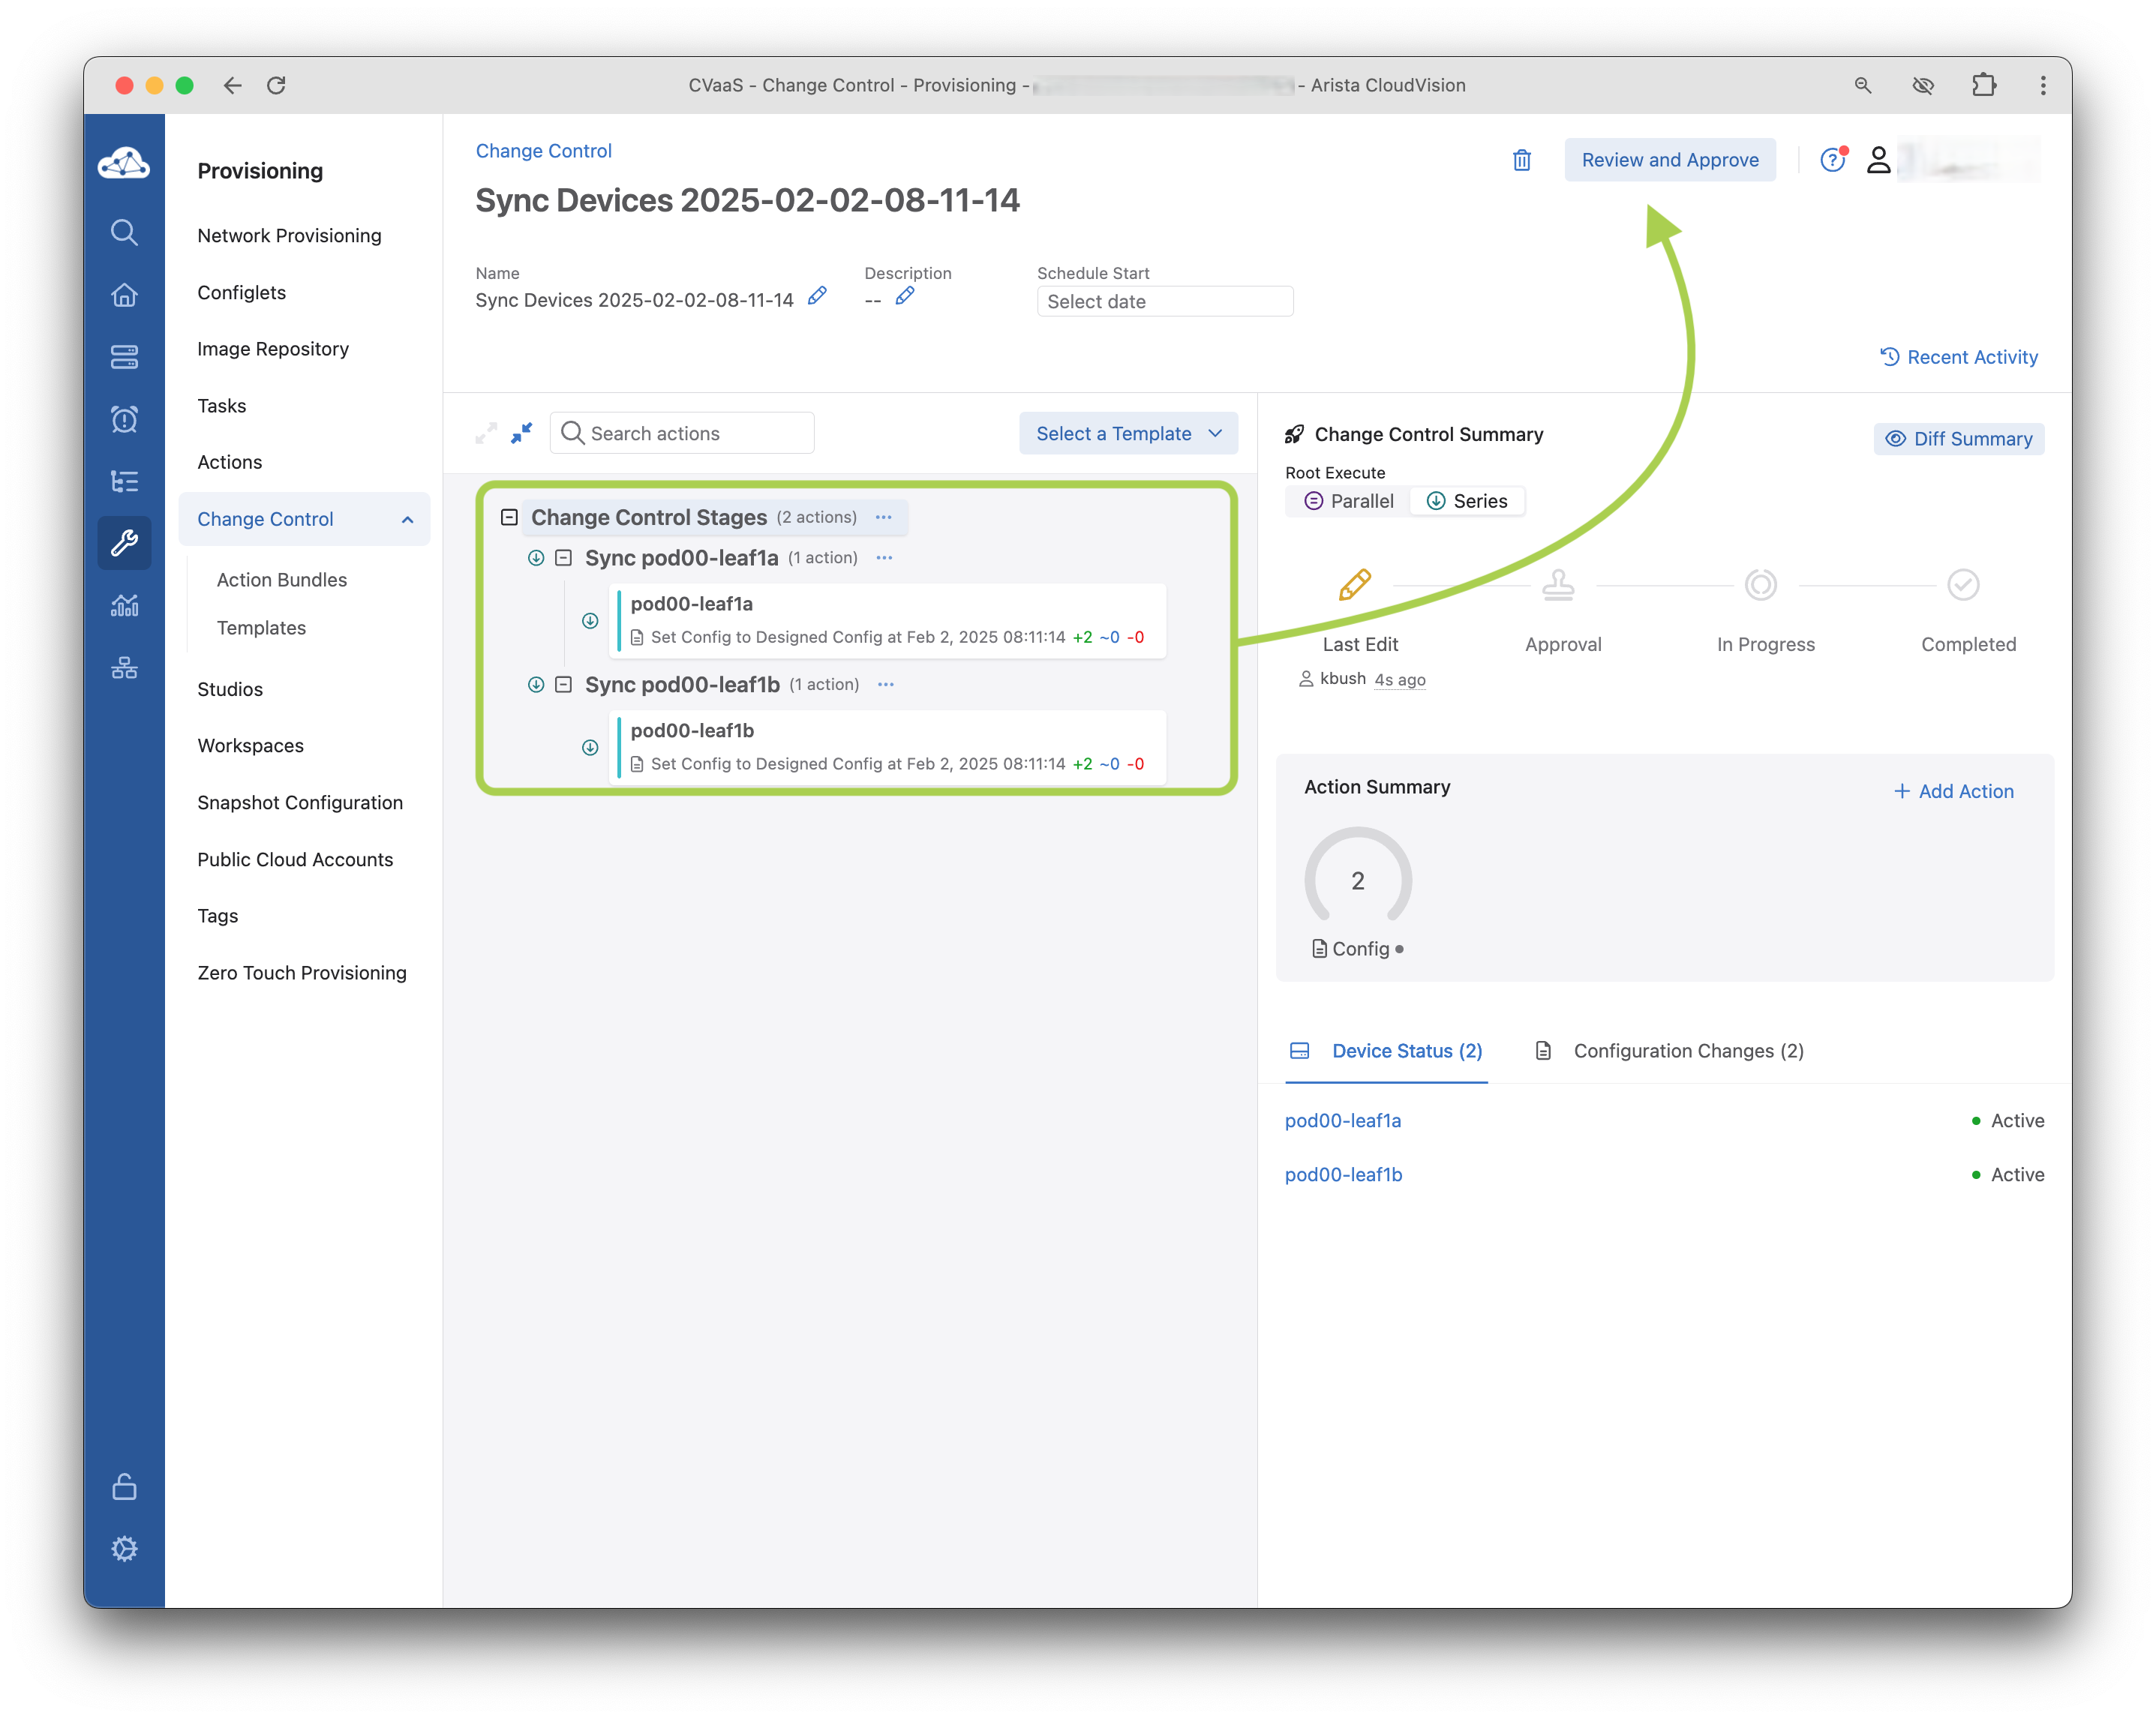 CVaaS - Change Control - Provisioning - - Arista CloudVision
Provisioning
Network Provisioning
Configlets
Image Repository
Tasks
Actions
Change Control
Action Bundles
Templates
Studios
Workspaces
Snapshot Configuration
Public Cloud Accounts
Tags
Zero Touch Provisioning
Change Control
Review and Approve
Sync Devices 2025-02-02-08-11-14
Name
Sync Devices 2025-02-02-08-11-14
Description
--
Schedule Start
Select date
Recent Activity
Search actions
Select a Template
Change Control Stages (2 actions) ...
Sync pod00-leaf1a (1 action) ...
pod00-leaf1a
Set Config to Designed Config at Feb 2, 2025 08:11:14 +2 ~0 -0
Sync pod00-leaf1b (1 action) ...
pod00-leaf1b
Set Config to Designed Config at Feb 2, 2025 08:11:14 +2 ~0 -0
Change Control Summary
Diff Summary
Root Execute
Parallel Series
Last Edit
Approval
In Progress
Completed
kbush 4s ago
Action Summary
+ Add Action
2
Config
Device Status (2)
Configuration Changes (2)
pod00-leaf1a Active
pod00-leaf1b Active